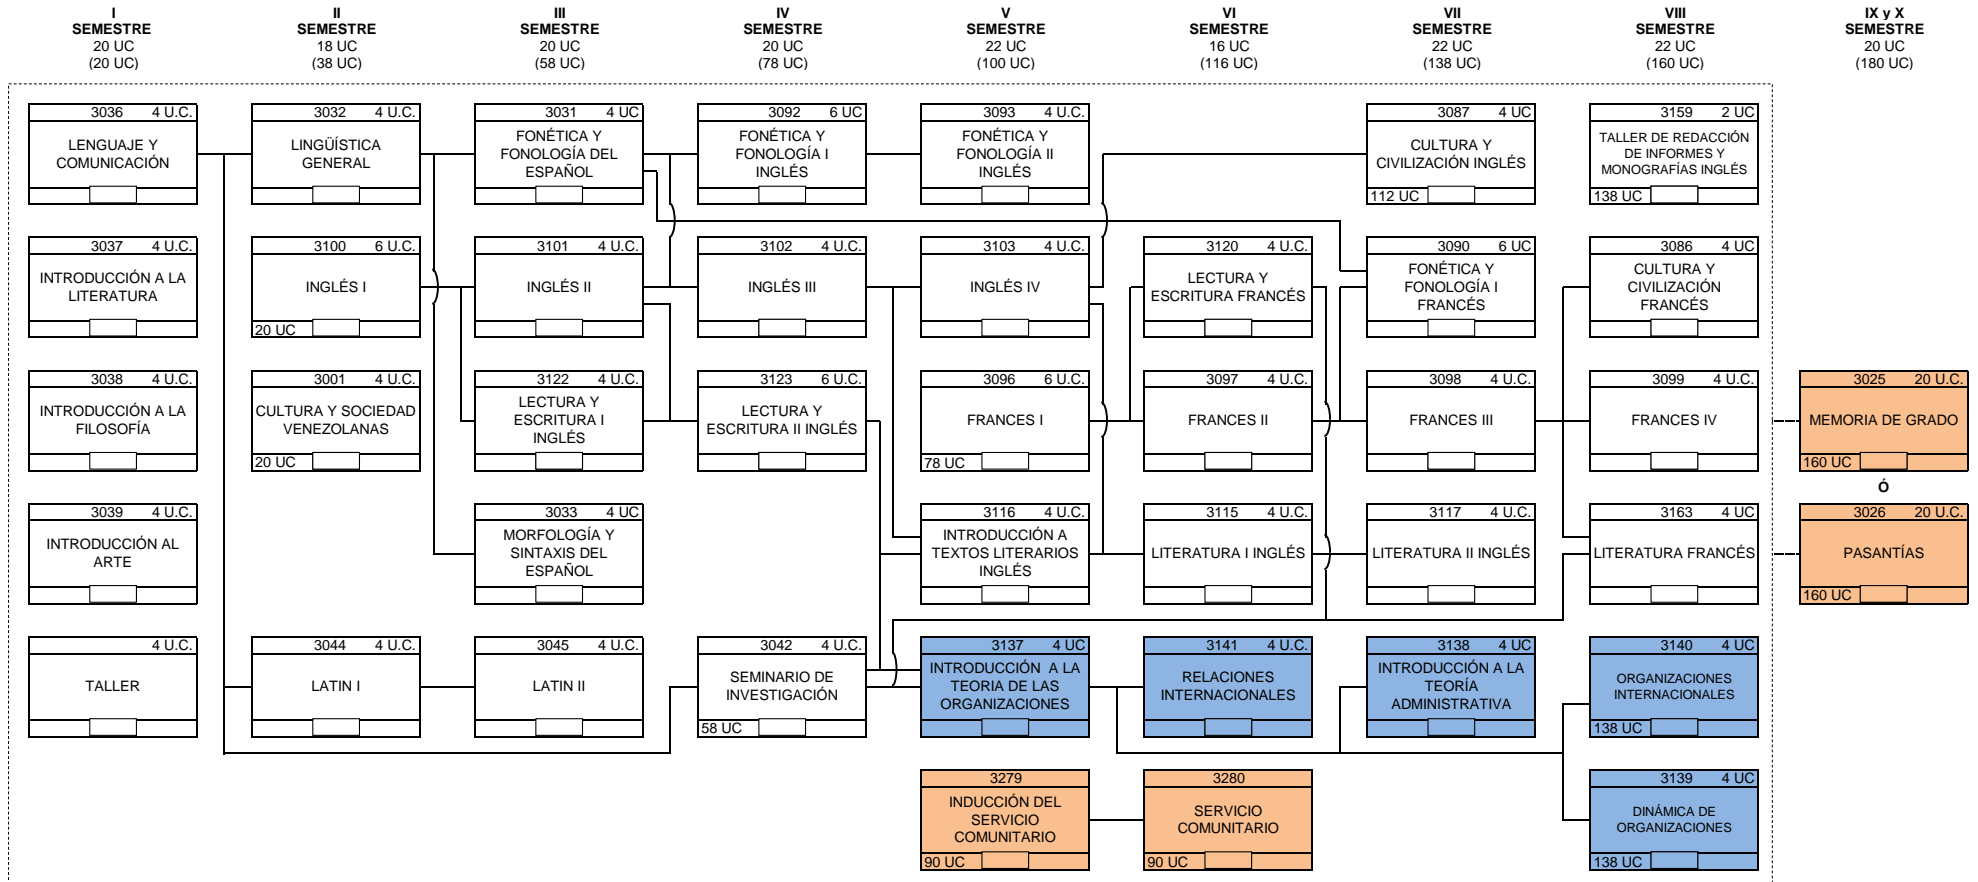 I
SEMESTRE
20 UC
(20 UC)
II
SEMESTRE
18 UC
(38 UC)
III
SEMESTRE
20 UC
(58 UC)
IV
SEMESTRE
20 UC
(78 UC)
V
SEMESTRE
22 UC
(100 UC)
VI
SEMESTRE
16 UC
(116 UC)
VII
SEMESTRE
22 UC
(138 UC)
VIII
SEMESTRE
22 UC
(160 UC)
IX y X
SEMESTRE
20 UC
(180 UC)
3036 4 U.C.
LENGUAJE Y
COMUNICACIÓN
3032 4 U.C.
LINGÜÍSTICA
GENERAL
3031 4 UC
FONÉTICA Y
FONOLOGÍA DEL
ESPAÑOL
3092 6 UC
FONÉTICA Y
FONOLOGÍA I
INGLÉS
3093 4 U.C.
FONÉTICA Y
FONOLOGÍA II
INGLÉS
3087 4 UC
CULTURA Y
CIVILIZACIÓN INGLÉS
112 UC
3159 2 UC
TALLER DE REDACCIÓN
DE INFORMES Y
MONOGRAFÍAS INGLÉS
138 UC
3037 4 U.C.
INTRODUCCIÓN A LA
LITERATURA
3100 6 U.C.
INGLÉS I
20 UC
3101 4 U.C.
INGLÉS II
3102 4 U.C.
INGLÉS III
3103 4 U.C.
INGLÉS IV
3120 4 U.C.
LECTURA Y
ESCRITURA FRANCÉS
3090 6 UC
FONÉTICA Y
FONOLOGÍA I
FRANCÉS
3086 4 UC
CULTURA Y
CIVILIZACIÓN
FRANCÉS
3038 4 U.C.
INTRODUCCIÓN A LA
FILOSOFÍA
3001 4 U.C.
CULTURA Y SOCIEDAD
VENEZOLANAS
20 UC
3122 4 U.C.
LECTURA Y
ESCRITURA I
INGLÉS
3123 6 U.C.
LECTURA Y
ESCRITURA II INGLÉS
3096 6 U.C.
FRANCES I
78 UC
3097 4 U.C.
FRANCES II
3098 4 U.C.
FRANCES III
3099 4 U.C.
FRANCES IV
3025 20 U.C.
MEMORIA DE GRADO
160 UC
Ó
3039 4 U.C.
INTRODUCCIÓN AL
ARTE
3033 4 UC
MORFOLOGÍA Y
SINTAXIS DEL
ESPAÑOL
3116 4 U.C.
INTRODUCCIÓN A
TEXTOS LITERARIOS
INGLÉS
3115 4 U.C.
LITERATURA I INGLÉS
3117 4 U.C.
LITERATURA II INGLÉS
3163 4 UC
LITERATURA FRANCÉS
3026 20 U.C.
PASANTÍAS
160 UC
4 U.C.
TALLER
3044 4 U.C.
LATIN I
3045 4 U.C.
LATIN II
3042 4 U.C.
SEMINARIO DE
INVESTIGACIÓN
58 UC
3137 4 UC
INTRODUCCIÓN A LA
TEORIA DE LAS
ORGANIZACIONES
3141 4 U.C.
RELACIONES
INTERNACIONALES
3138 4 UC
INTRODUCCIÓN A LA
TEORÍA
ADMINISTRATIVA
3140 4 UC
ORGANIZACIONES
INTERNACIONALES
138 UC
3279
INDUCCIÓN DEL
SERVICIO
COMUNITARIO
90 UC
3280
SERVICIO
COMUNITARIO
90 UC
3139 4 UC
DINÁMICA DE
ORGANIZACIONES
138 UC